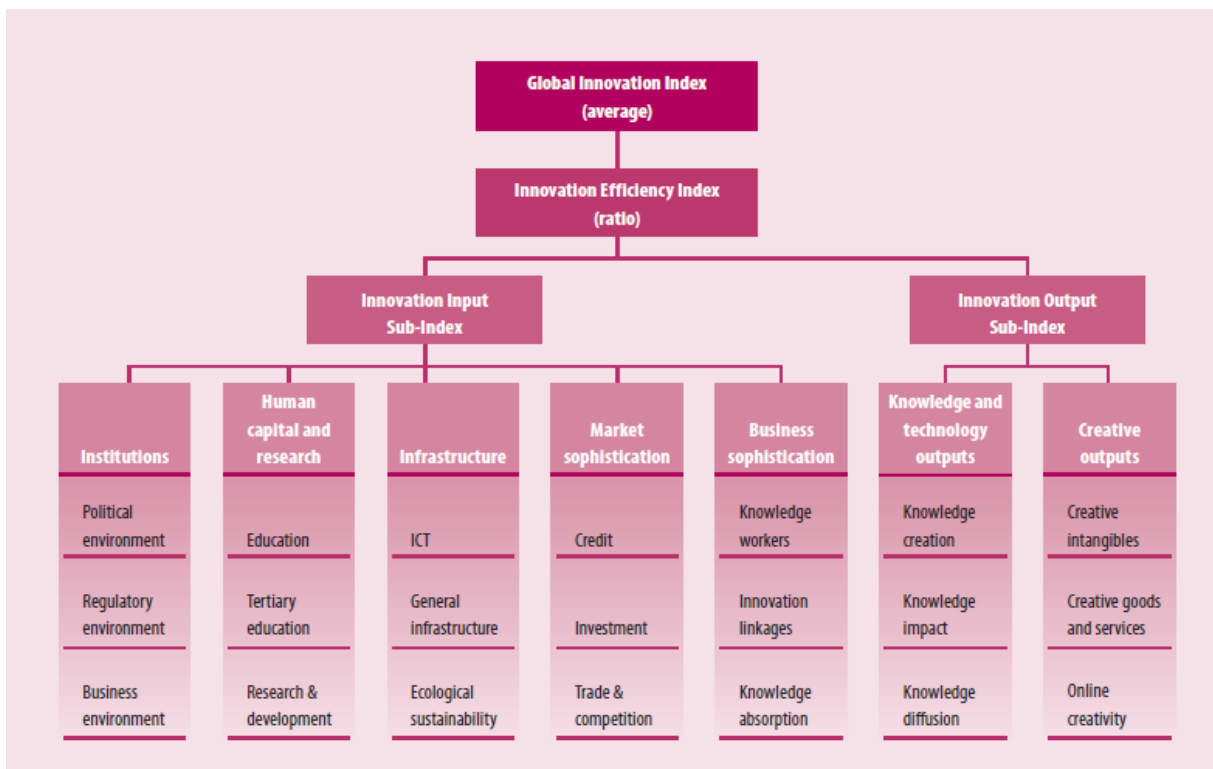 Global Innovation Index
(average)
Innovation Efficiency Index
(ratio)
Innovation Input
Sub-Index
Innovation Output
Sub-Index
Institutions
Human
capital and
research
Infrastructure
Market
sophistication
Business
sophistication
Knowledge and
technology
outputs
Creative
outputs
Political
environment
Education
ICT
Credit
Knowledge
workers
Knowledge
creation
Creative
intangibles
Regulatory
environment
Tertiary
education
General
infrastructure
Investment
Innovation
linkages
Knowledge
impact
Creative goods
and services
Business
environment
Research &
development
Ecological
sustainability
Trade &
competition
Knowledge
absorption
Knowledge
diffusion
Online
creativity